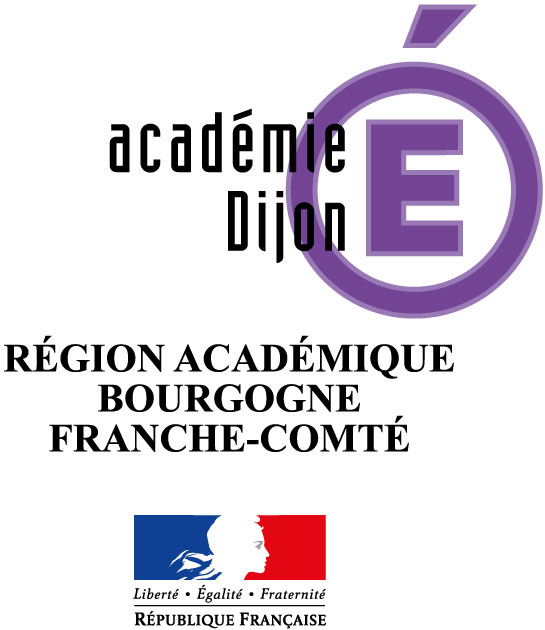 académie
Dijon
É
RÉGION ACADÉMIQUE
BOURGOGNE
FRANCHE-COMTÉ
Liberté • Égalité • Fraternité
RÉPUBLIQUE FRANÇAISE